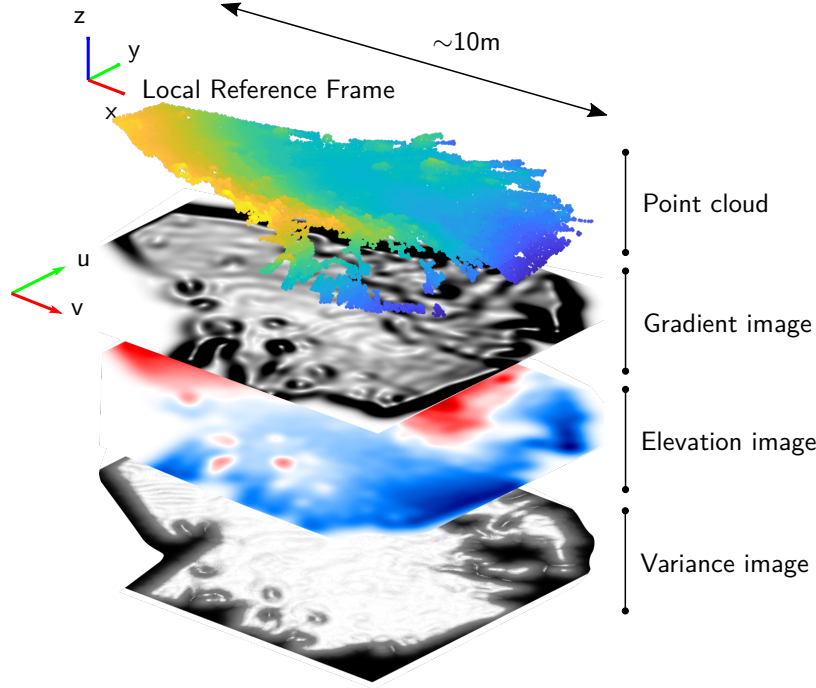 z
y
~10m
Local Reference Frame
x
Point cloud
u
v
Gradient image
Elevation image
Variance image